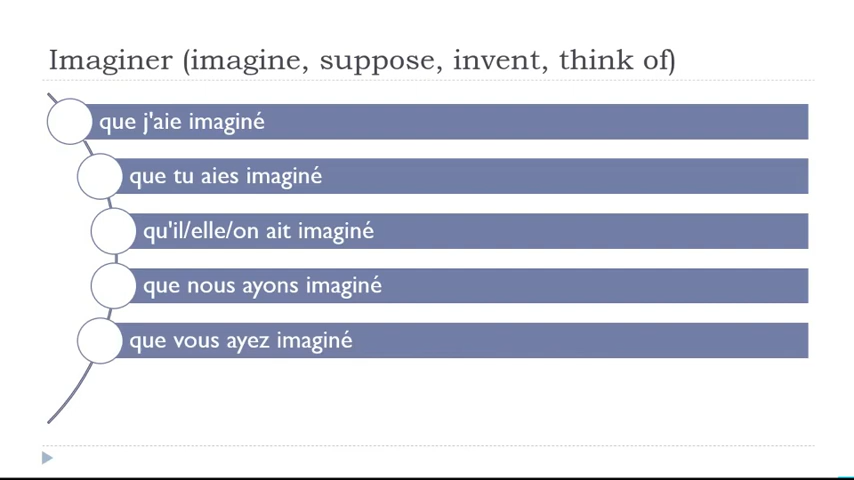 Imaginer (imagine, suppose, invent, think of)
que j'aie imaginé
que tu aies imaginé
qu'il/elle/on ait imaginé
que nous ayons imaginé
que vous ayez imaginé